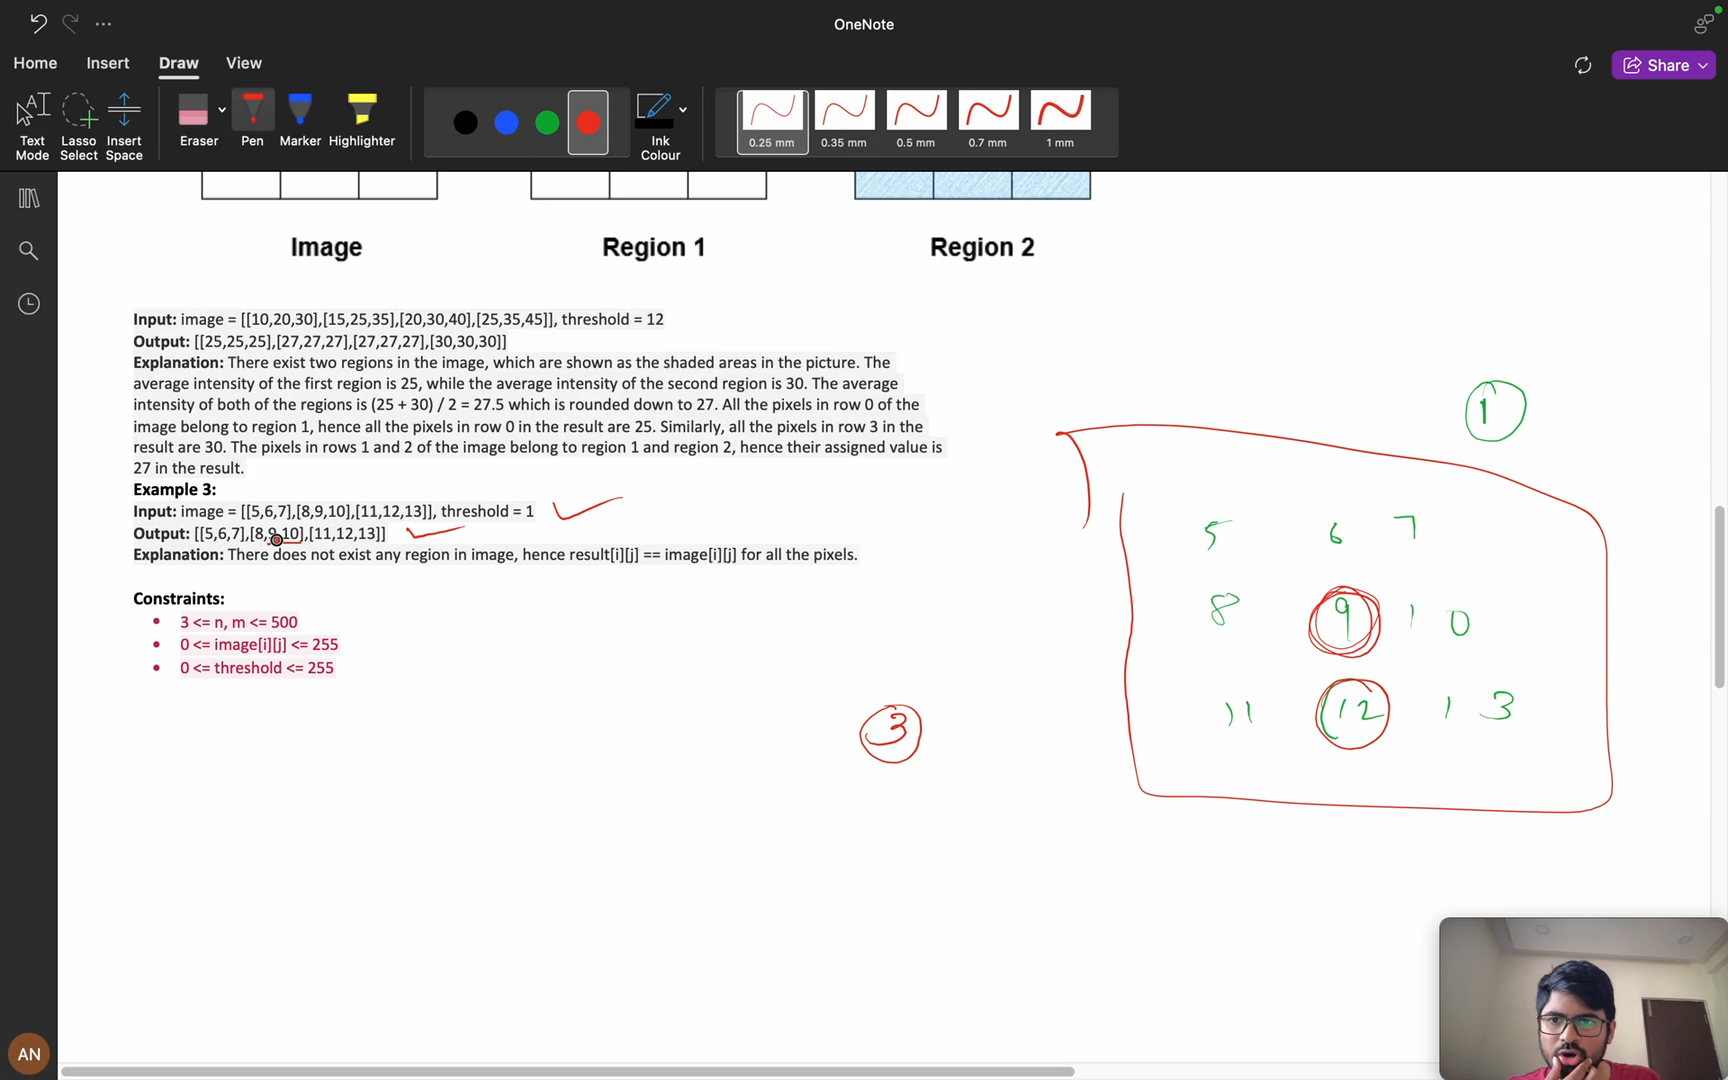 OneNote
Home Insert Draw View
Share
Text Mode
Lasso Select
Insert Space
Eraser
Pen
Marker
Highlighter
Ink Colour
0.25 mm
0.35 mm
0.5 mm
0.7 mm
1 mm
Image Region 1 Region 2
Input: image = [[10,20,30],[15,25,35],[20,30,40],[25,35,45]], threshold = 12
Output: [[25,25,25],[27,27,27],[27,27,27],[30,30,30]]
Explanation: There exist two regions in the image, which are shown as the shaded areas in the picture. The
average intensity of the first region is 25, while the average intensity of the second region is 30. The average
intensity of both of the regions is (25 + 30) / 2 = 27.5 which is rounded down to 27. All the pixels in row 0 of the
image belong to region 1, hence all the pixels in row 0 in the result are 25. Similarly, all the pixels in row 3 in the
result are 30. The pixels in rows 1 and 2 of the image belong to region 1 and region 2, hence their assigned value is
27 in the result.
Example 3:
Input: image = [[5,6,7],[8,9,10],[11,12,13]], threshold = 1
Output: [[5,6,7],[8,9,10],[11,12,13]]
Explanation: There does not exist any region in image, hence result[i][j] == image[i][j] for all the pixels.
Constraints:
• 3 <= n, m <= 500
• 0 <= image[i][j] <= 255
• 0 <= threshold <= 255
1
5 6 7
8 9 10
11 12 13
3
AN